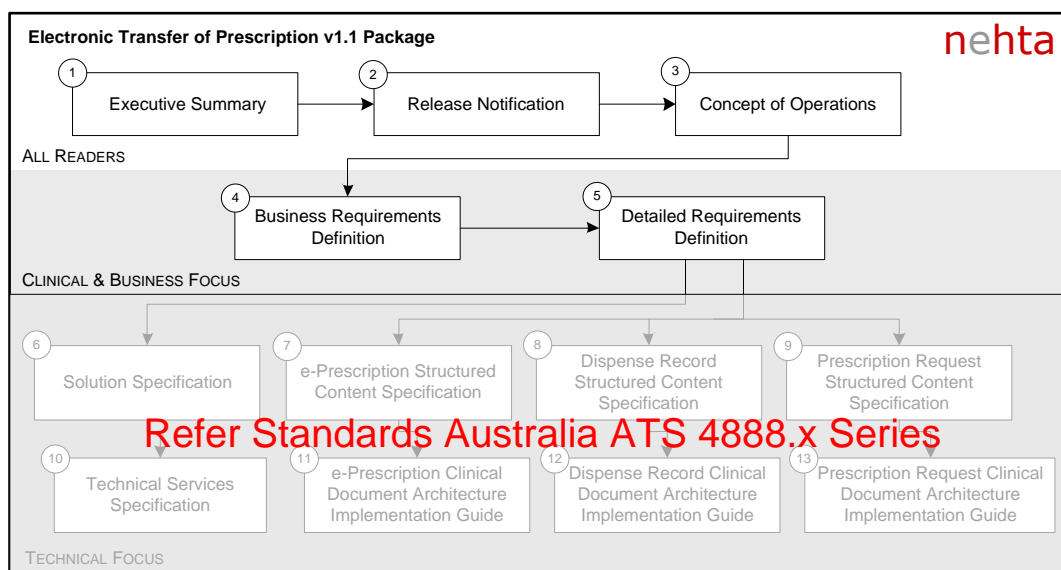 Electronic Transfer of Prescription v1.1 Package
nehta
1
Executive Summary
2
Release Notification
3
Concept of Operations
ALL READERS
4
Business Requirements
Definition
5
Detailed Requirements
Definition
CLINICAL & BUSINESS FOCUS
6
Solution Specification
7
e-Prescription Structured
Content Specification
8
Dispense Record
Structured Content
Specification
9
Prescription Request
Structured Content
Specification
Refer Standards Australia ATS 4888.x Series
10
Technical Services
Specification
11
e-Prescription Clinical
Document Architecture
Implementation Guide
12
Dispense Record Clinical
Document Architecture
Implementation Guide
13
Prescription Request Clinical
Document Architecture
Implementation Guide
TECHNICAL FOCUS